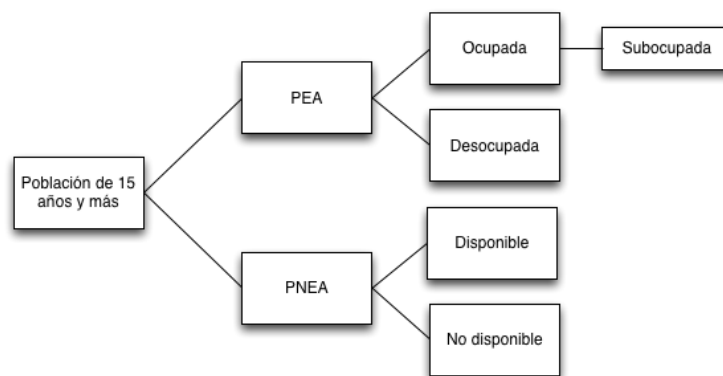 Ocupada
Subocupada
PEA
Desocupada
Población de 15
años y más
Disponible
PNEA
No disponible